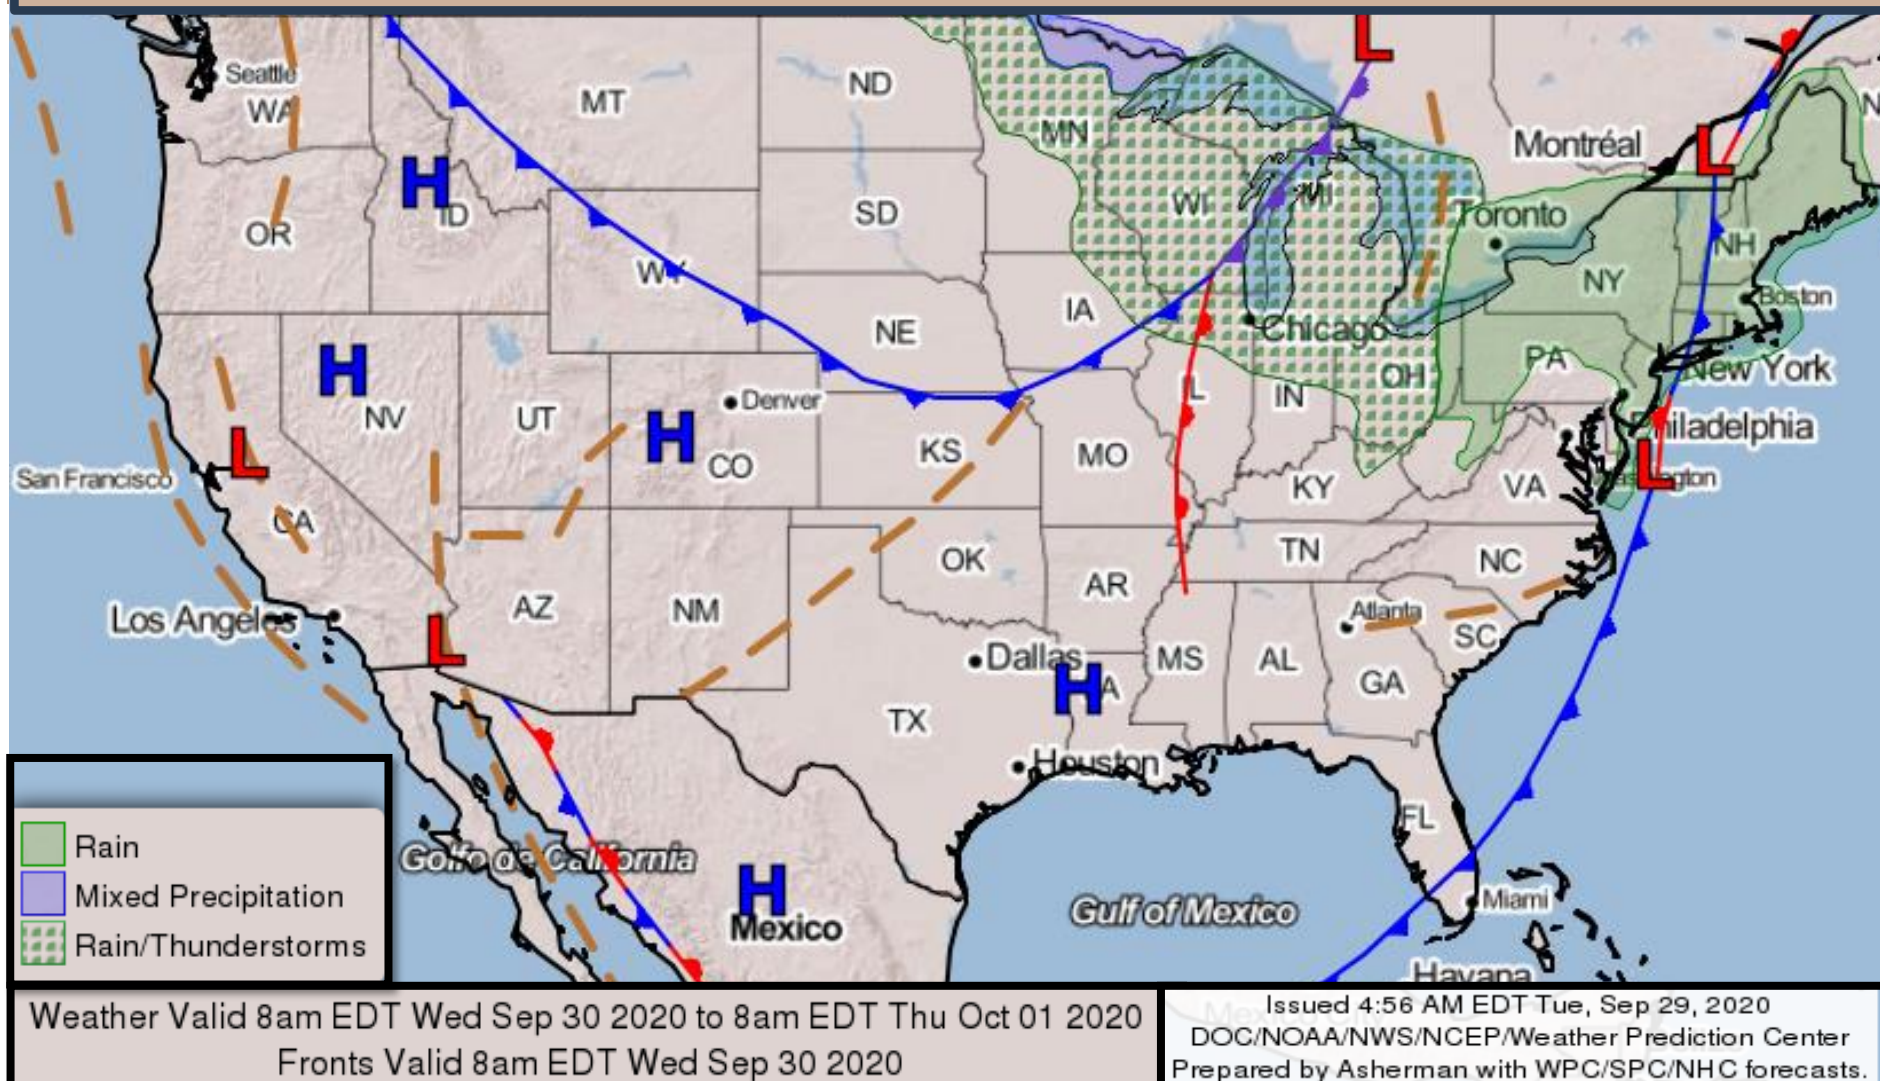 L
Seattle
WA
MT
ND
MN
N
Montréal
L
H
ID
OR
SD
WI
MI
Toronto
NH
WY
NY
Boston
IA
NE
Chicago
H
NV
UT
Denver
H
CO
KS
MO
IL
IN
OH
PA
New York
Philadelphia
L
San Francisco
CA
KY
VA
L
Washington
OK
TN
NC
AR
AZ
NM
Los Angeles
Atlanta
SC
L
Dallas
H
LA
MS
AL
GA
TX
Houston
FL
Golfo de California
H
Mexico
Gulf of Mexico
Miami
Havana
Rain
Mixed Precipitation
Rain/Thunderstorms
Weather Valid 8am EDT Wed Sep 30 2020 to 8am EDT Thu Oct 01 2020
Fronts Valid 8am EDT Wed Sep 30 2020
Mexico City
Issued 4:56 AM EDT Tue, Sep 29, 2020
DOC/NOAA/NWS/NCEP/Weather Prediction Center
Prepared by Asherman with WPC/SPC/NHC forecasts.